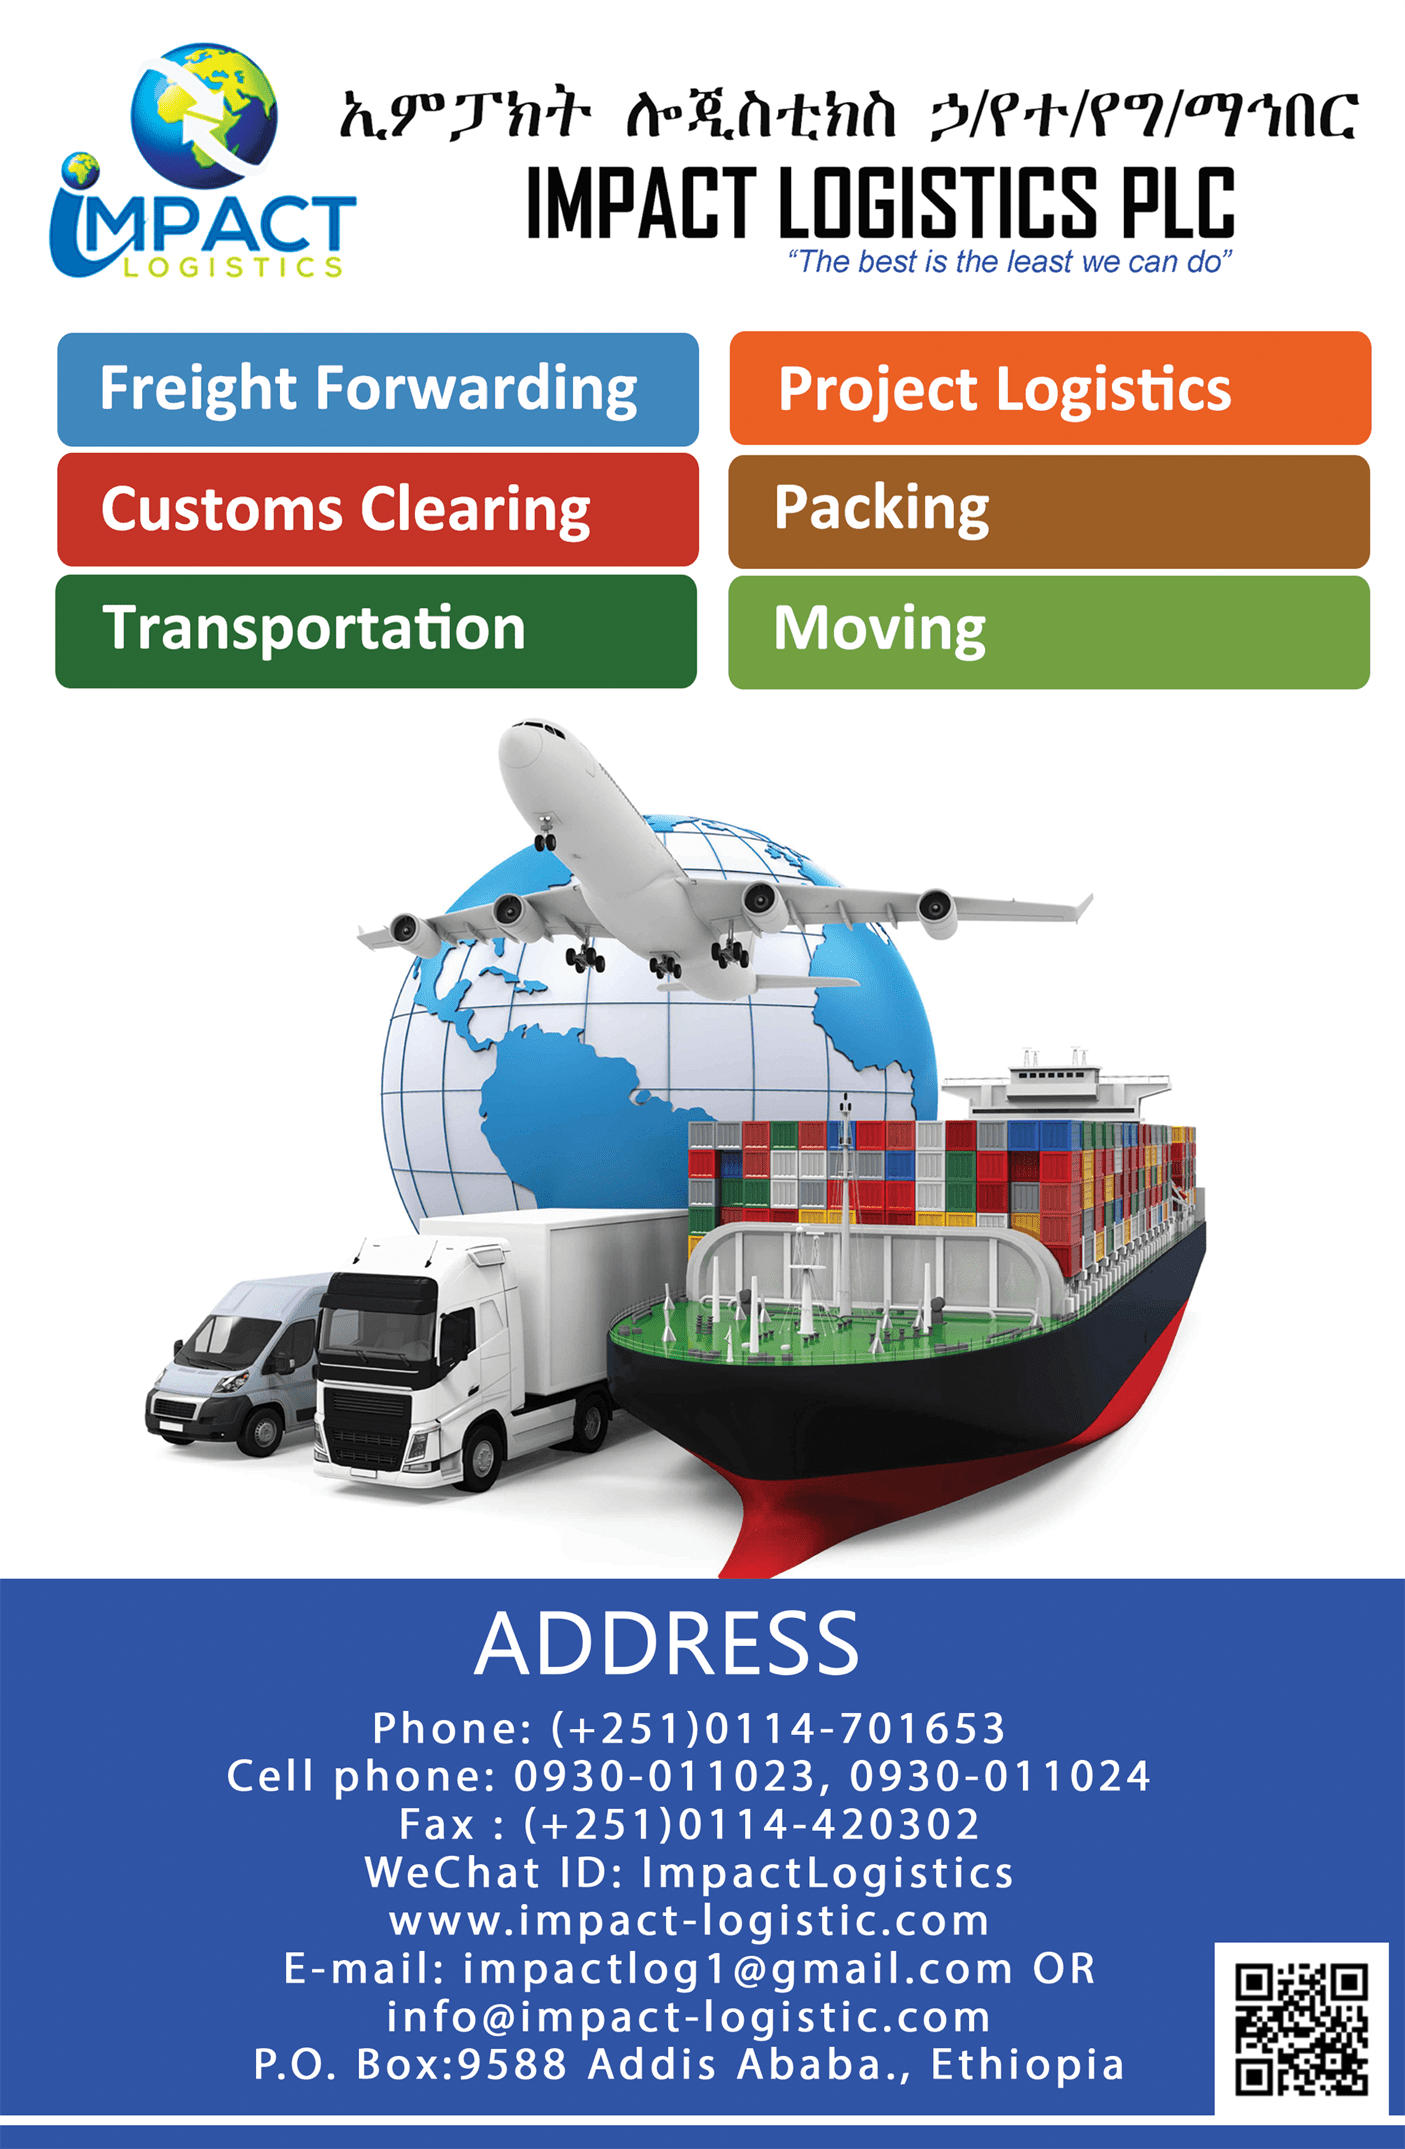 ኢምፓክት ሎጂስቲክስ ኃ/የተ/የግ/ማኅበር
IMPACT
LOGISTICS
IMPACT LOGISTICS PLC
“The best is the least we can do”
Freight Forwarding
Project Logistics
Customs Clearing
Packing
Transportation
Moving
ADDRESS
Phone: (+251)0114-701653
Cell phone: 0930-011023, 0930-011024
Fax : (+251)0114-420302
WeChat ID: ImpactLogistics
www.impact-logistic.com
E-mail: impactlog1@gmail.com OR
info@impact-logistic.com
P.O. Box:9588 Addis Ababa., Ethiopia